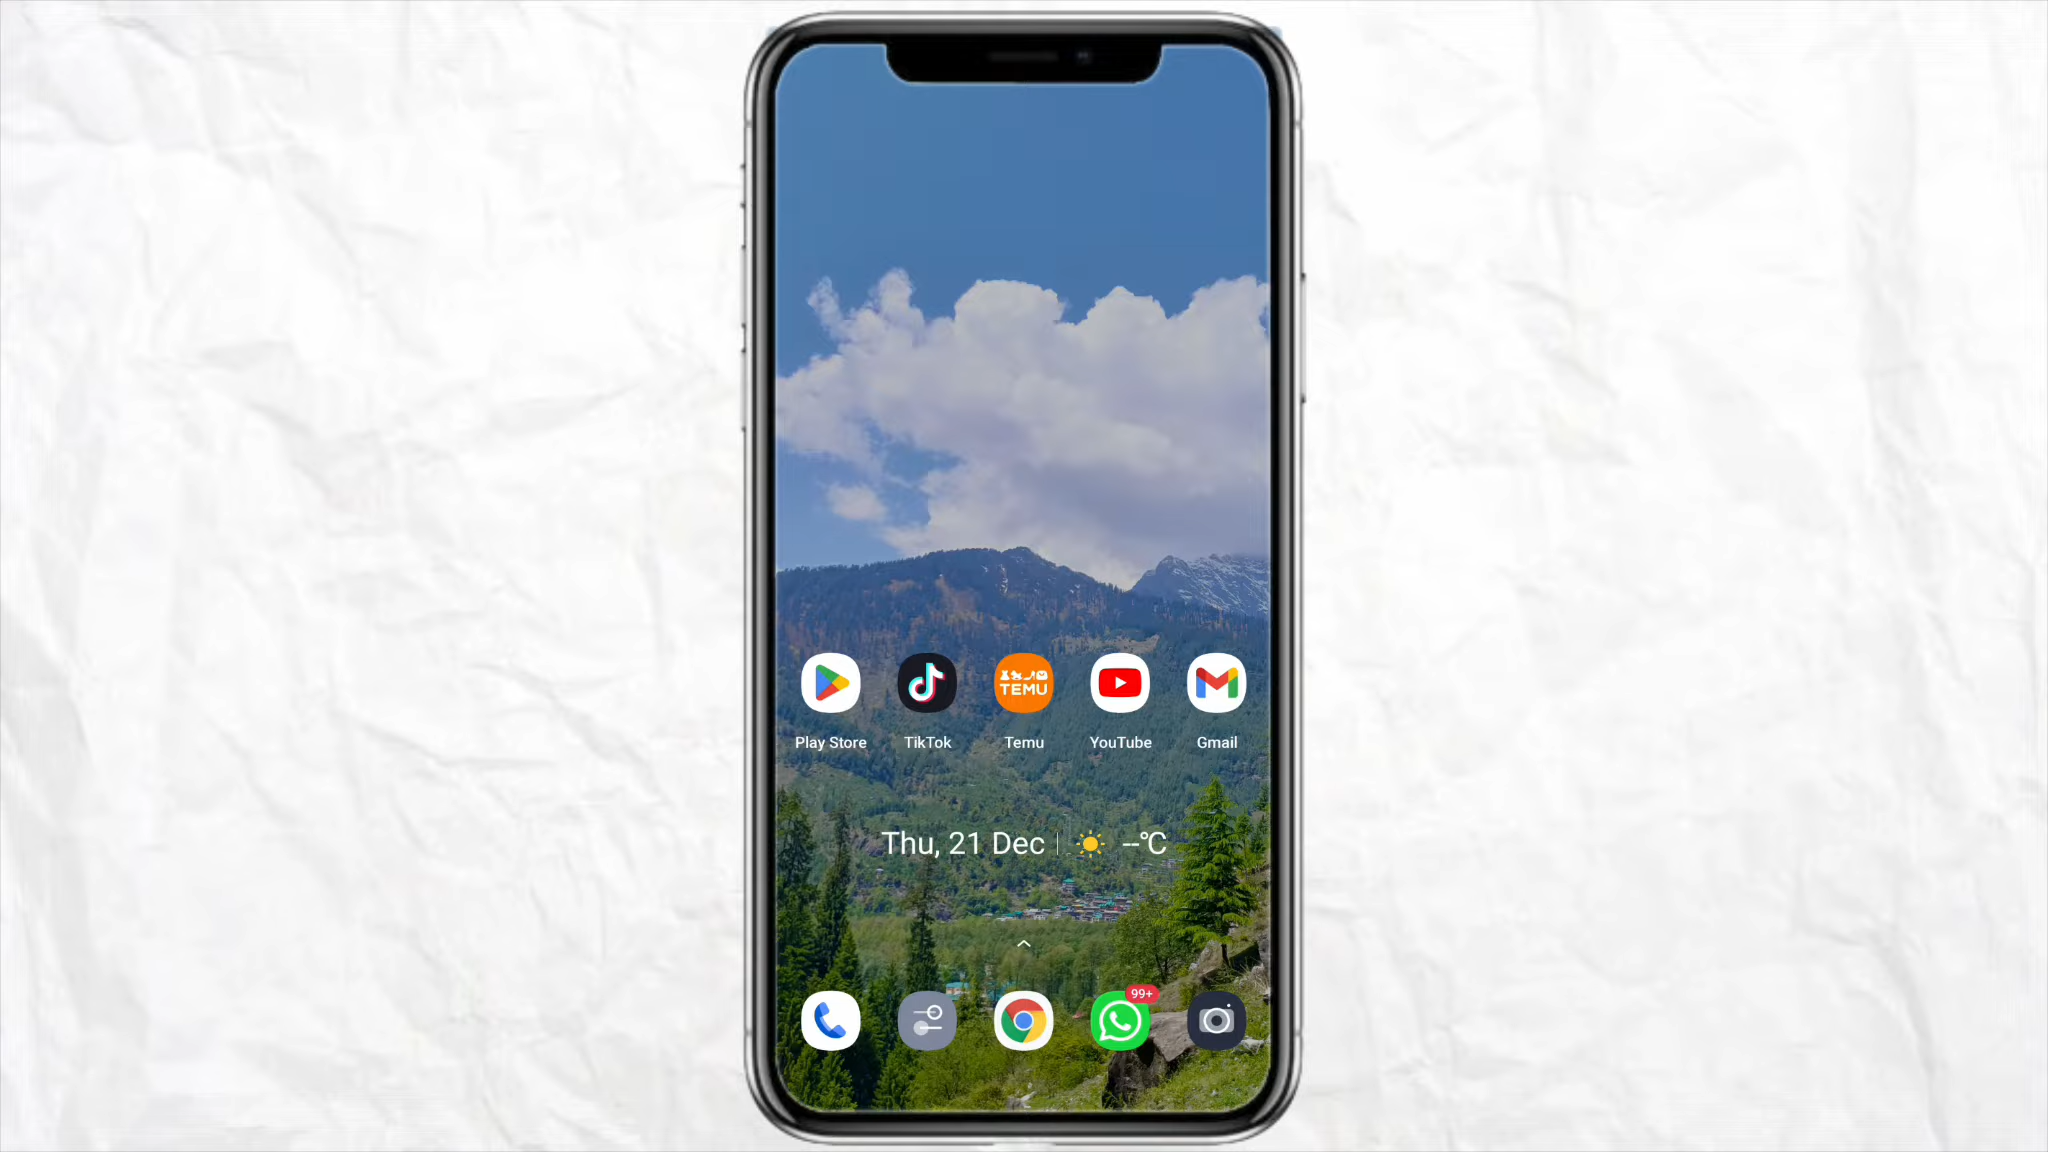 TEMU
Play Store TikTok Temu YouTube Gmail
Thu, 21 Dec --°C
99+